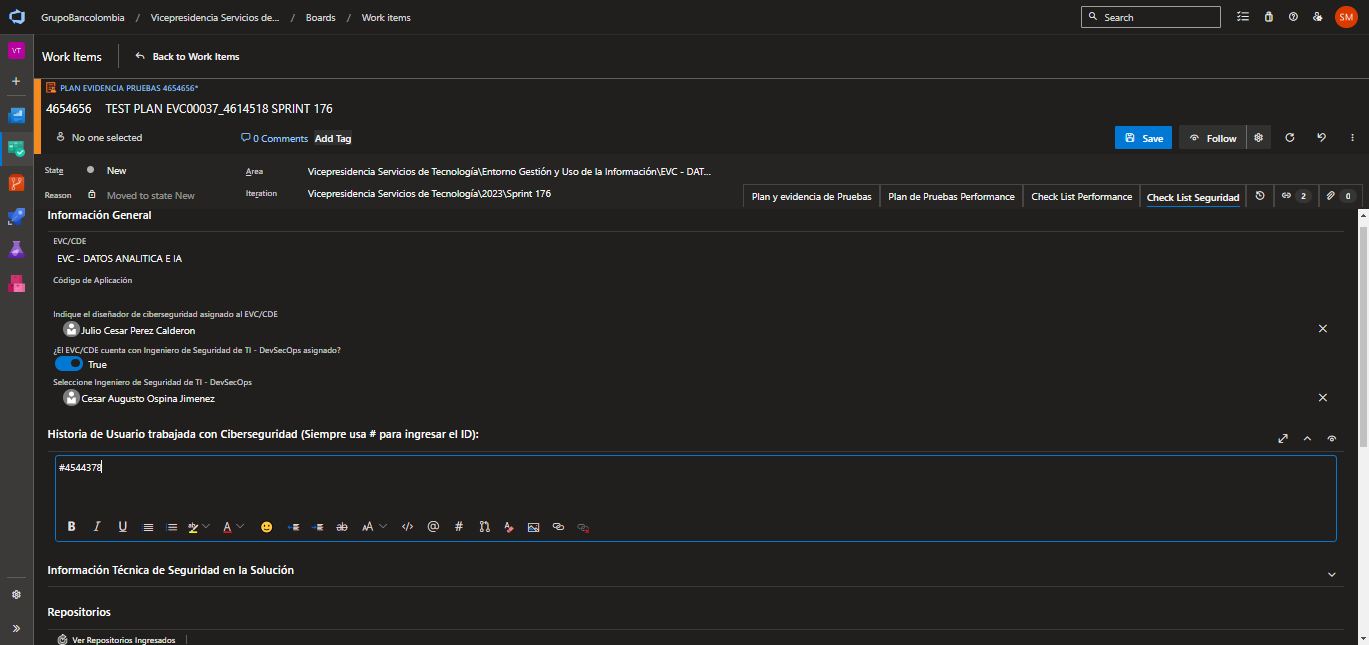 GrupoBancolombia / Vicepresidencia Servicios de... / Boards / Work items
Search
SM
VT
Work Items
Back to Work Items
PLAN EVIDENCIA PRUEBAS 4654656*
4654656 TEST PLAN EVC00037_4614518 SPRINT 176
No one selected
0 Comments
Add Tag
Save
Follow
State
New
Area
Vicepresidencia Servicios de Tecnología\Entorno Gestión y Uso de la Información\EVC - DAT...
Reason
Moved to state New
Iteration
Vicepresidencia Servicios de Tecnología\2023\Sprint 176
Plan y evidencia de Pruebas
Plan de Pruebas Performance
Check List Performance
Check List Seguridad
2
0
Información General
EVC/CDE
EVC - DATOS ANALITICA E IA
Código de Aplicación
Indique el diseñador de ciberseguridad asignado al EVC/CDE
Julio Cesar Perez Calderon
¿El EVC/CDE cuenta con Ingeniero de Seguridad de TI - DevSecOps asignado?
True
Seleccione Ingeniero de Seguridad de TI - DevSecOps
Cesar Augusto Ospina Jimenez
Historia de Usuario trabajada con Ciberseguridad (Siempre usa # para ingresar el ID):
#4544378
Información Técnica de Seguridad en la Solución
Repositorios
Ver Repositorios Ingresados